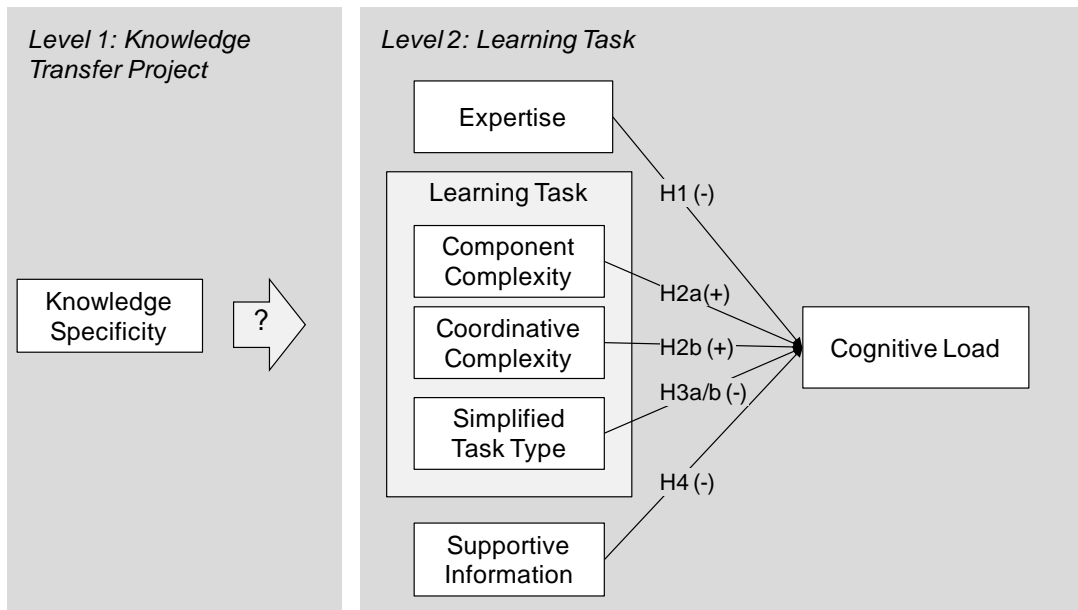 Level 1: Knowledge
Transfer Project
Knowledge
Specificity
?
Level 2: Learning Task
Expertise
Learning Task
Component
Complexity
Coordinative
Complexity
Simplified
Task Type
Supportive
Information
H1 (-)
H2a(+)
H2b (+)
H3a/b (-)
H4 (-)
Cognitive Load